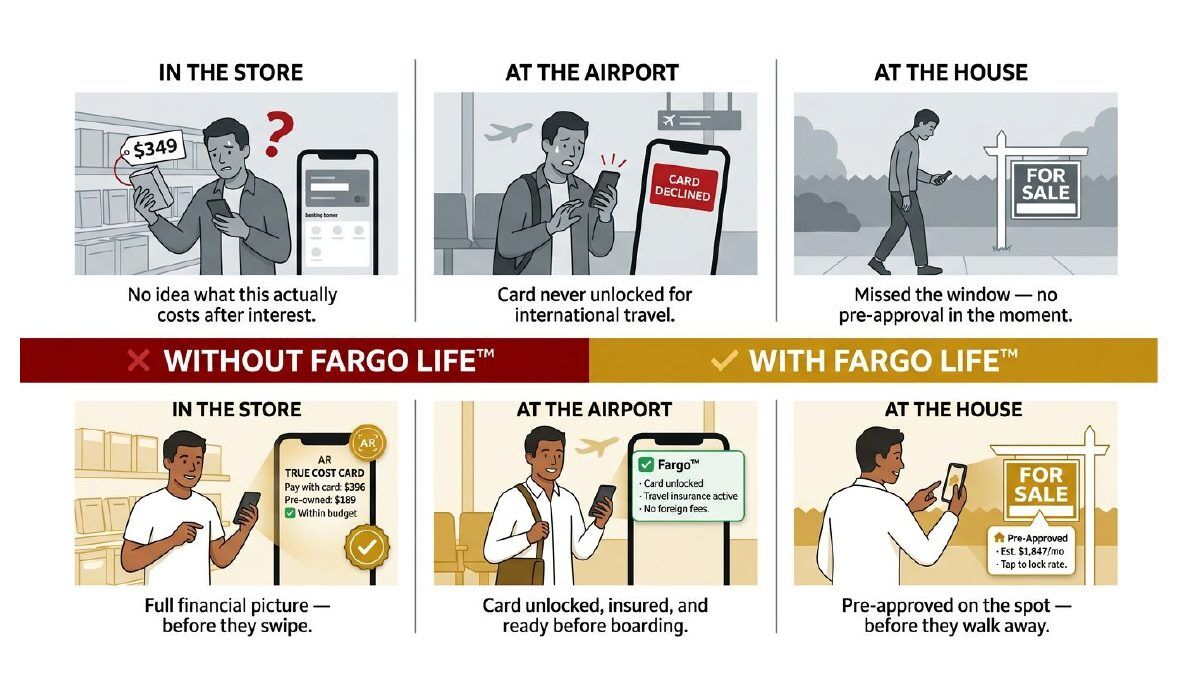 IN THE STORE
$349
?
banking homer
No idea what this actually
costs after interest.
AT THE AIRPORT
CARD
DECLINED
Card never unlocked for
international travel.
AT THE HOUSE
FOR
SALE
Missed the window — no
pre-approval in the moment.
WITHOUT FARGO LIFE™
WITH FARGO LIFE™
IN THE STORE
AR
AR
TRUE COST CARD
Pay with card: $396
Pre-owned: $189
Within budget
Full financial picture —
before they swipe.
AT THE AIRPORT
Fargo™
· Card unlocked
· Travel insurance active
· No foreign fees.
Card unlocked, insured, and
ready before boarding.
AT THE HOUSE
FOR
SALE
Pre-Approved
· Est. $1,847/mo
· Tap to lock rate.
Pre-approved on the spot —
before they walk away.